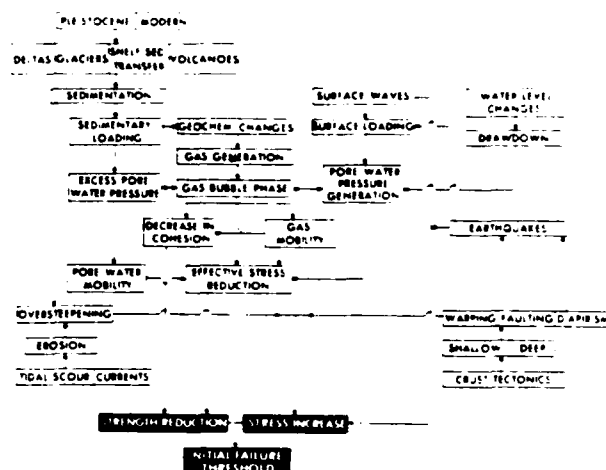 PLEISTOCENE MODERN
DELTAS GLACIERS SHELF SED TRANSFER VOLCANOES
SEDIMENTATION
SURFACE WAVES
WATER LEVEL CHANGES
SEDIMENTARY LOADING
GEOCHEM CHANGES
SURFACE LOADING
DRAWDOWN
GAS GENERATION
EXCESS PORE WATER PRESSURE
GAS BUBBLE PHASE
PORE WATER PRESSURE GENERATION
DECREASE IN COHESION
GAS MOBILITY
EARTHQUAKES
PORE WATER MOBILITY
EFFECTIVE STRESS REDUCTION
OVERSTEEPENING
WARPING FAULTING DIAPIRISM
EROSION
SHALLOW DEEP
TIDAL SCOUR CURRENTS
CRUST TECTONICS
STRENGTH REDUCTION
STRESS INCREASE
INITIAL FAILURE THRESHOLD